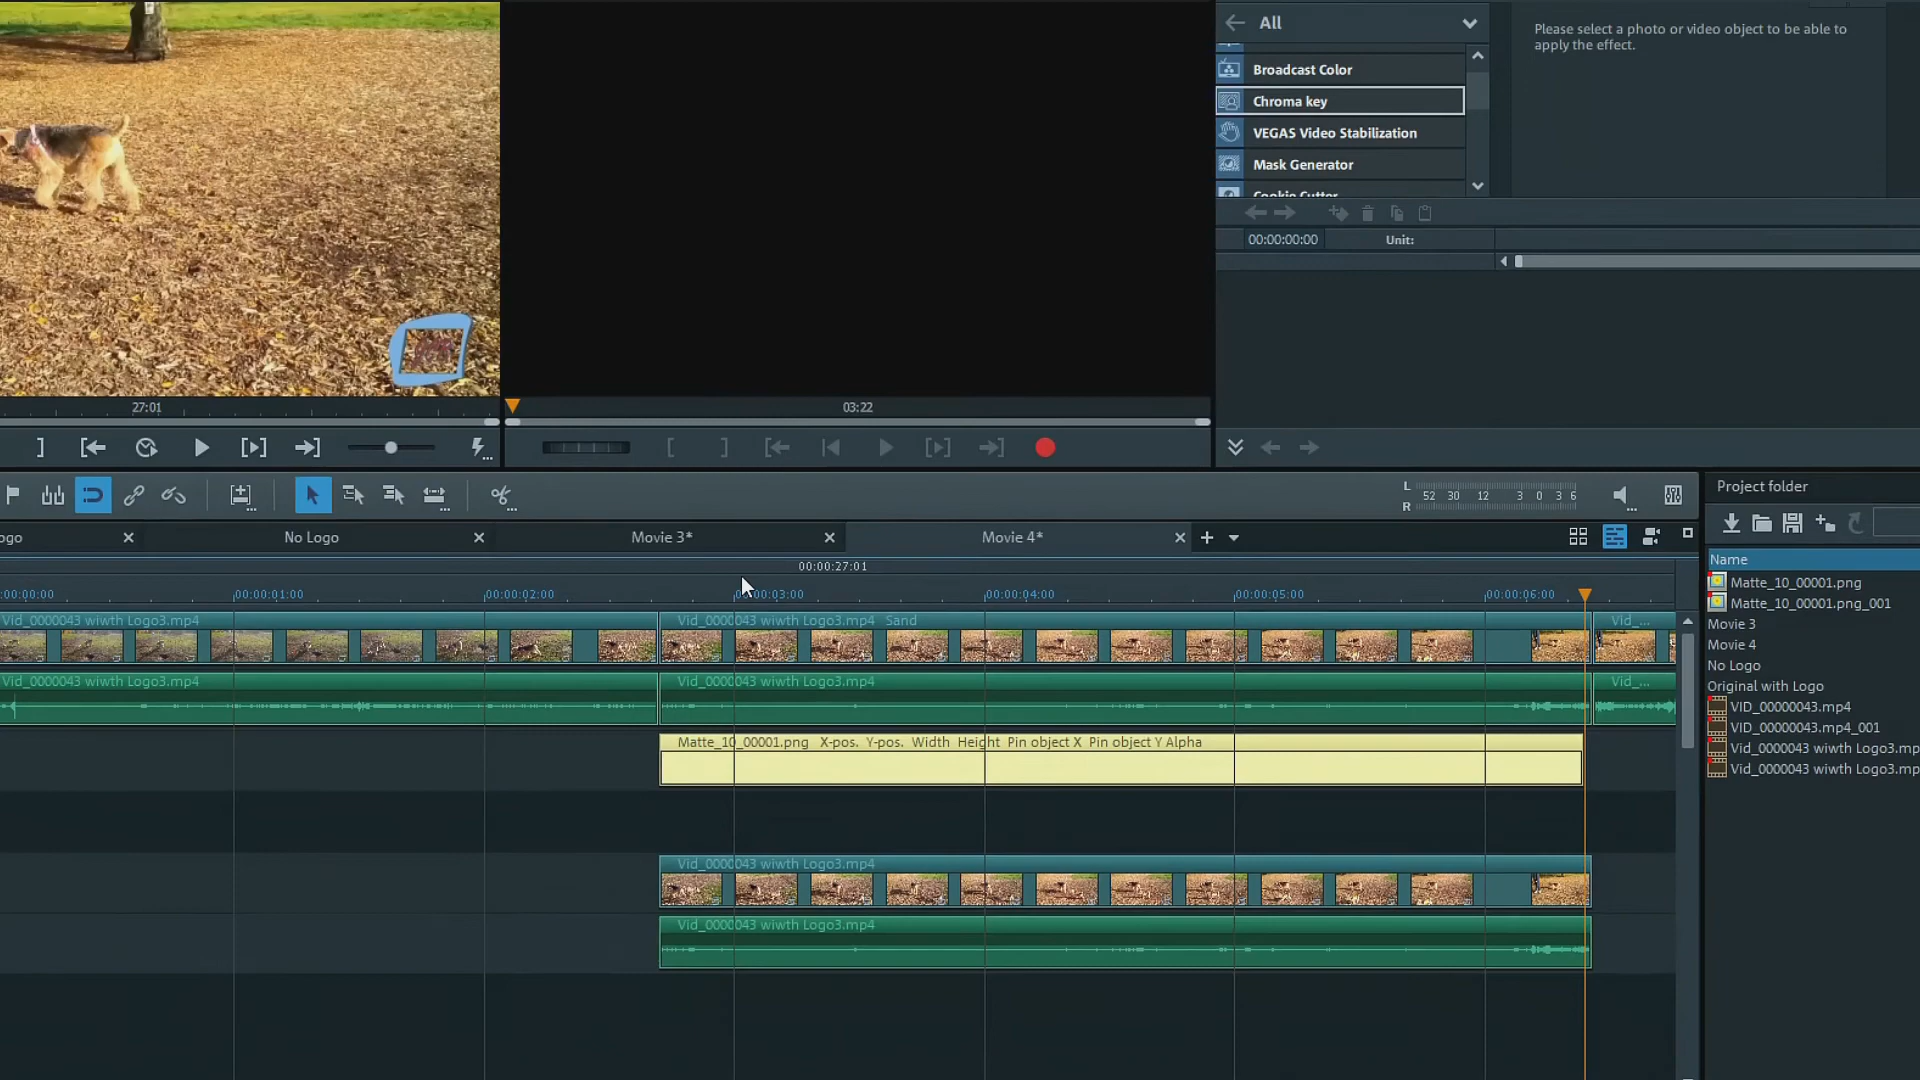 All
Please select a photo or video object to be able to
apply the effect.
Broadcast Color
Chroma key
VEGAS Video Stabilization
Mask Generator
Cookie Cutter
00:00:00:00
Unit:
27:01
03:22
L
52 30 12 3 0 3 6
R
Project folder
ogo
No Logo
Movie 3*
Movie 4*
00:00:27:01
:00:00:00
00:00:01:00
00:00:02:00
00:00:03:00
00:00:04:00
00:00:05:00
00:00:06:00
Name
Matte_10_00001.png
Matte_10_00001.png_001
Movie 3
Movie 4
No Logo
Original with Logo
VID_00000043.mp4
VID_00000043.mp4_001
Vid_0000043 wiwth Logo3.mp
Vid_0000043 wiwth Logo3.mp
Vid_0000043 wiwth Logo3.mp4
Vid_0000043 wiwth Logo3.mp4 Sand
Vid_...
Vid_0000043 wiwth Logo3.mp4
Vid_0000043 wiwth Logo3.mp4
Vid_...
Matte_10_00001.png X-pos. Y-pos. Width Height Pin object X Pin object Y Alpha
Vid_0000043 wiwth Logo3.mp4
Vid_0000043 wiwth Logo3.mp4